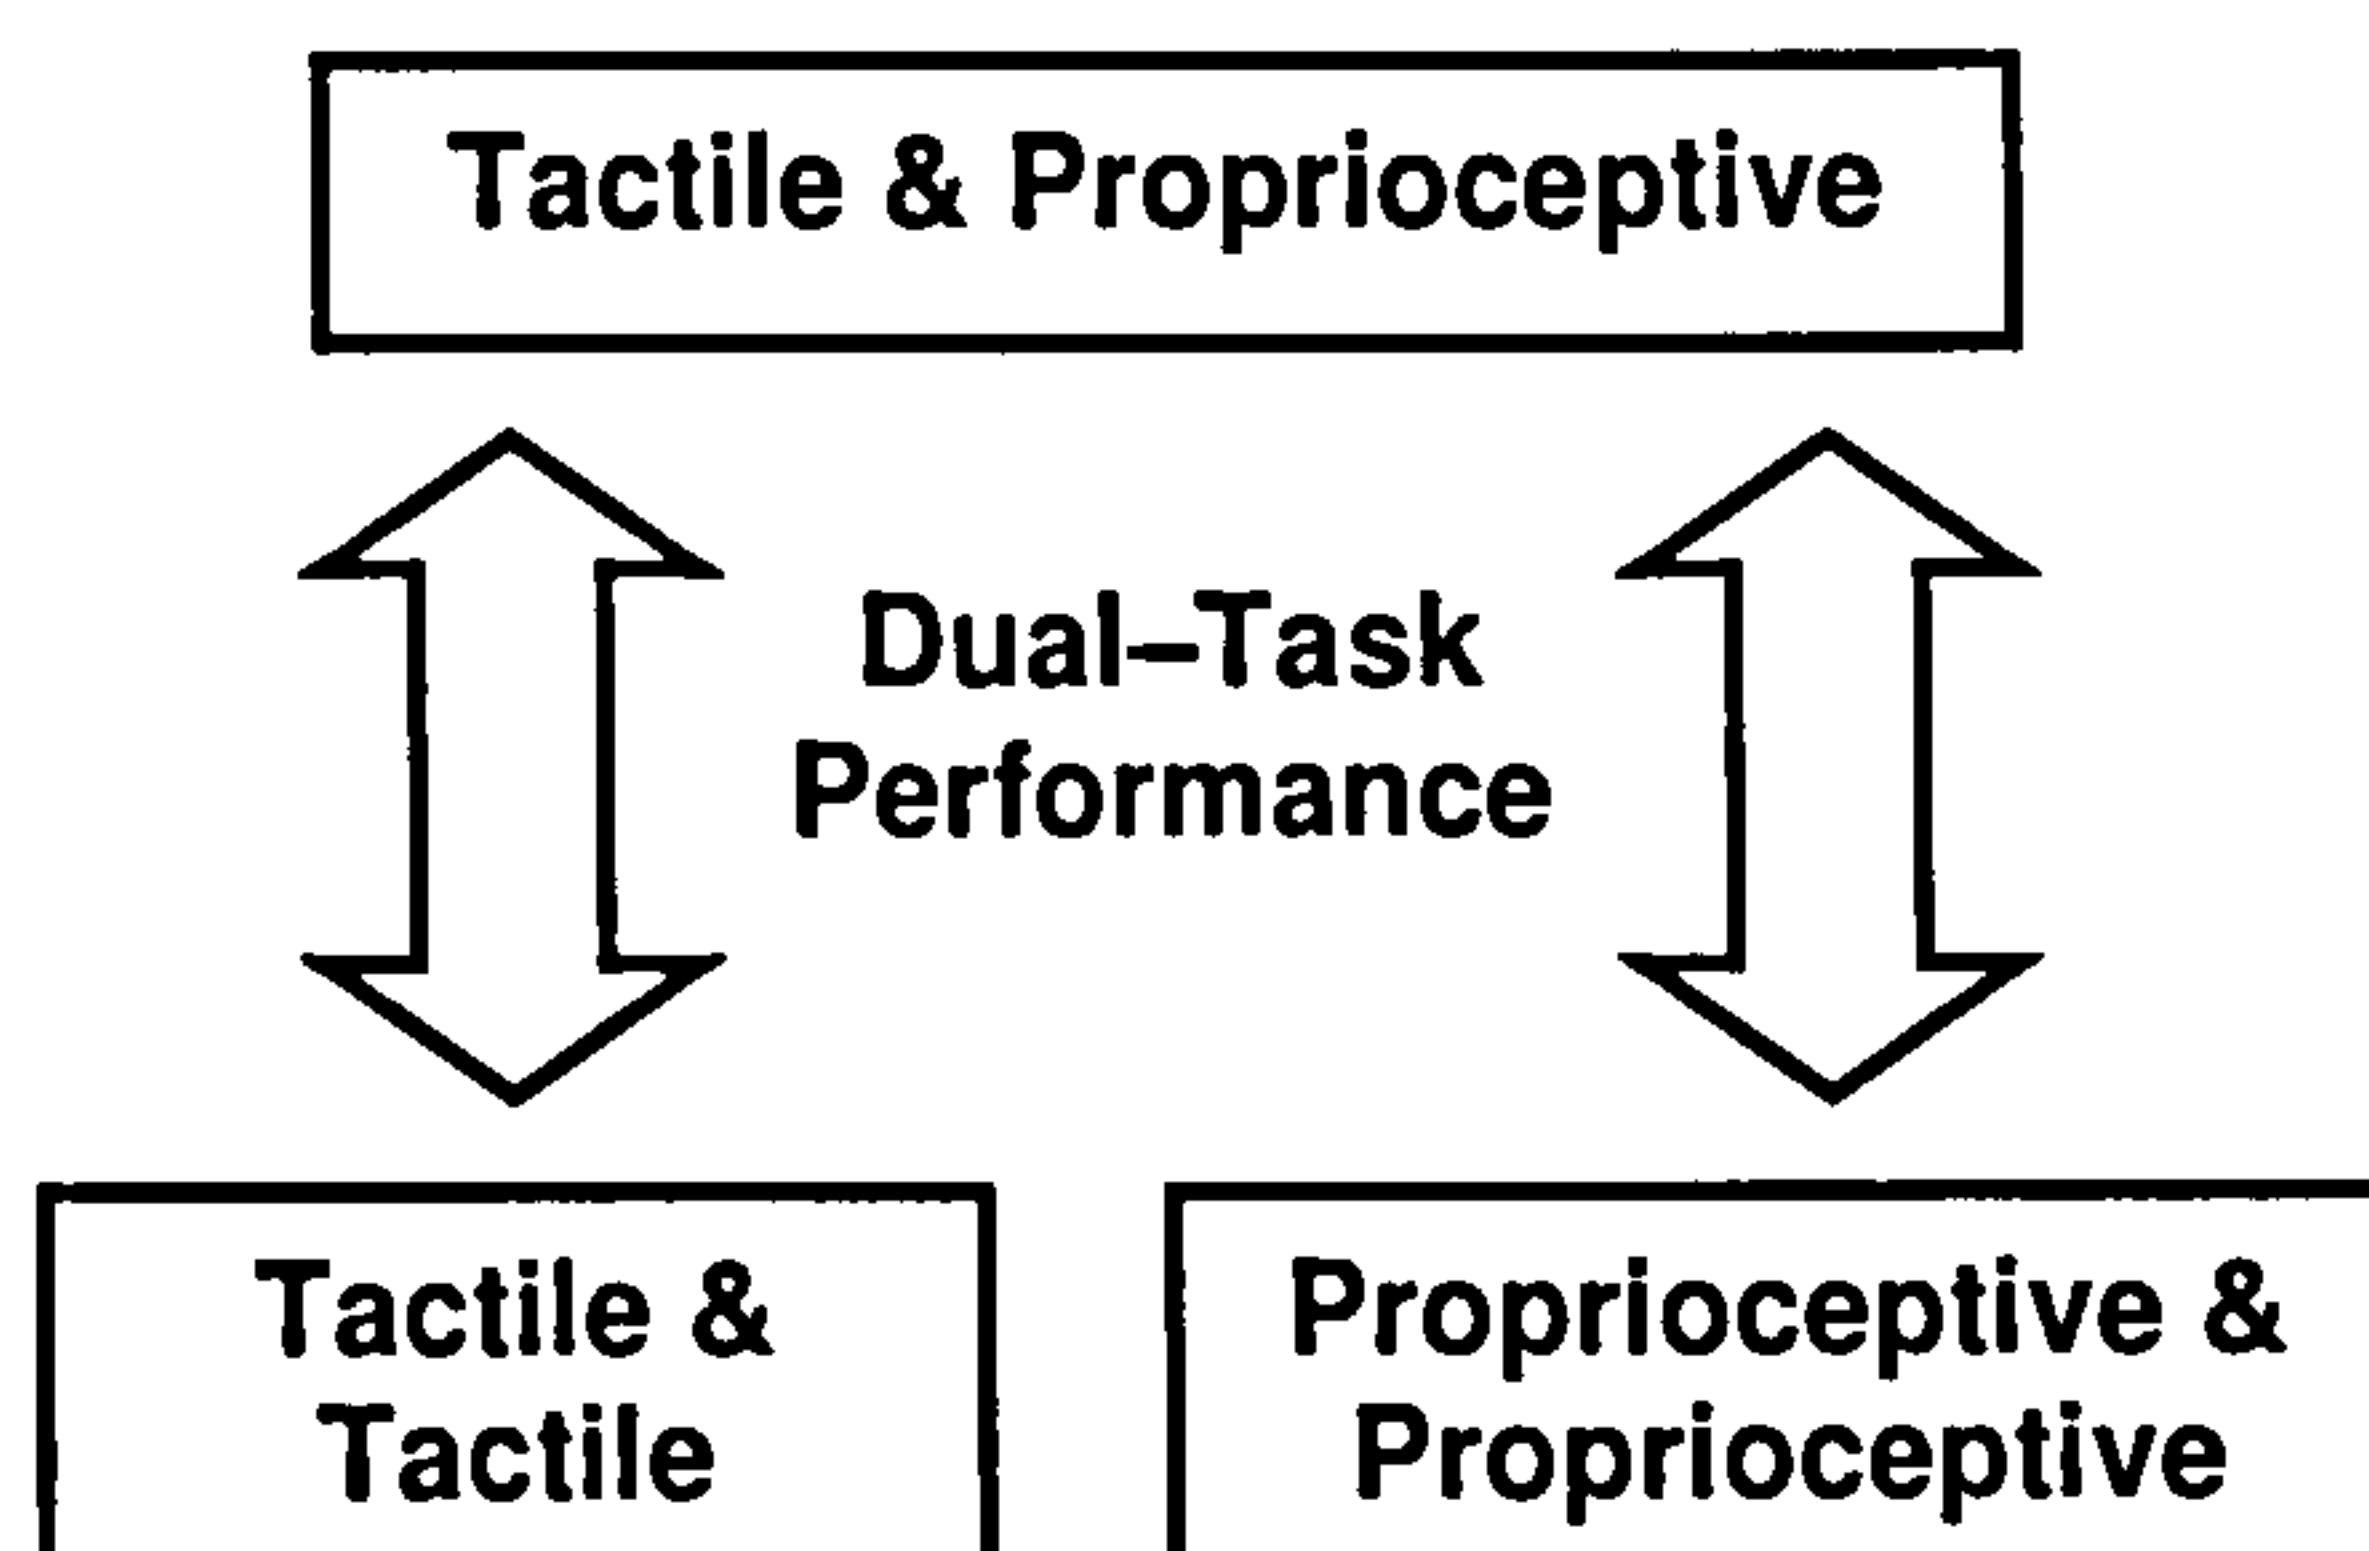 Tactile & Proprioceptive
Dual–Task
Performance
Tactile &
Tactile
Proprioceptive &
Proprioceptive